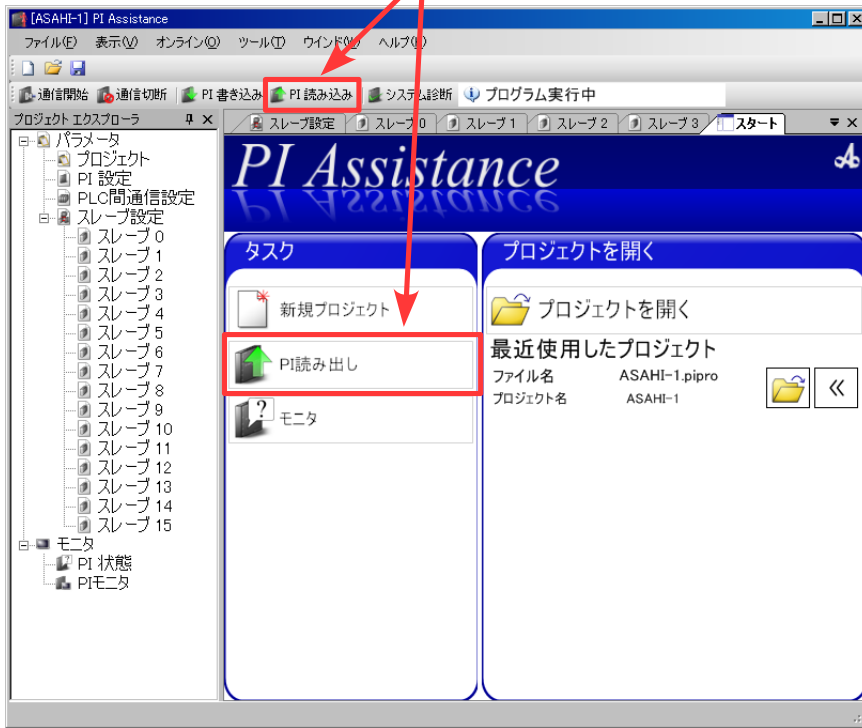 [ASAHI-1] PI Assistance
ファイル(F) 表示(V) オンライン(O) ツール(T) ウインドウ(W) ヘルプ(H)
通信開始 通信切断 PI 書き込み PI 読み込み システム診断 プログラム実行中
プロジェクト エクスプローラ
スレーブ設定 スレーブ 0 スレーブ 1 スレーブ 2 スレーブ 3 スタート
パラメータ
プロジェクト
PI 設定
PLC間通信設定
スレーブ設定
スレーブ 0
スレーブ 1
スレーブ 2
スレーブ 3
スレーブ 4
スレーブ 5
スレーブ 6
スレーブ 7
スレーブ 8
スレーブ 9
スレーブ 10
スレーブ 11
スレーブ 12
スレーブ 13
スレーブ 14
スレーブ 15
モニタ
PI 状態
PIモニタ
PI Assistance
タスク
新規プロジェクト
PI読み出し
モニタ
プロジェクトを開く
プロジェクトを開く
最近使用したプロジェクト
ファイル名 ASAHI-1.pipro
プロジェクト名 ASAHI-1